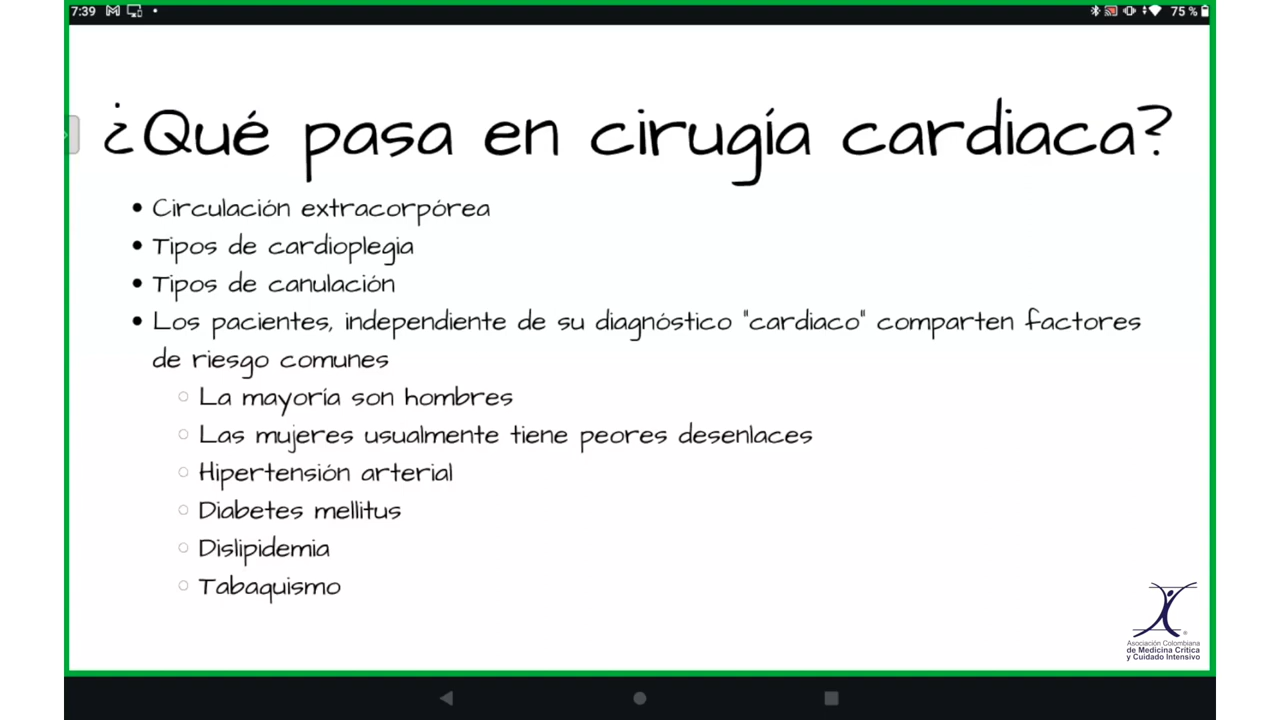 7:39
75 %
¿Qué pasa en cirugía cardiaca?
• Circulación extracorpórea
• Tipos de cardioplegia
• Tipos de canulación
• Los pacientes, independiente de su diagnóstico "cardiaco" comparten factores
de riesgo comunes
○ La mayoría son hombres
○ Las mujeres usualmente tiene peores desenlaces
○ Hipertensión arterial
○ Diabetes mellitus
○ Dislipidemia
○ Tabaquismo
Asociación Colombiana
de Medicina Crítica
y Cuidado Intensivo